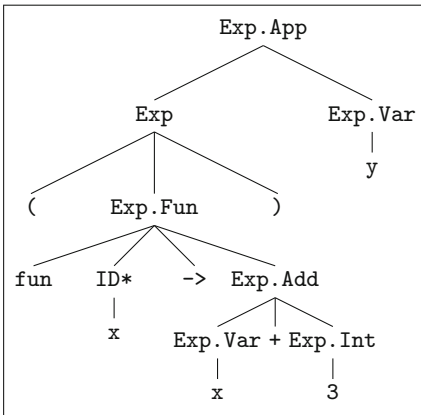 Exp.App
Exp Exp.Var
y
( Exp.Fun )
fun ID* -> Exp.Add
x Exp.Var + Exp.Int
x 3